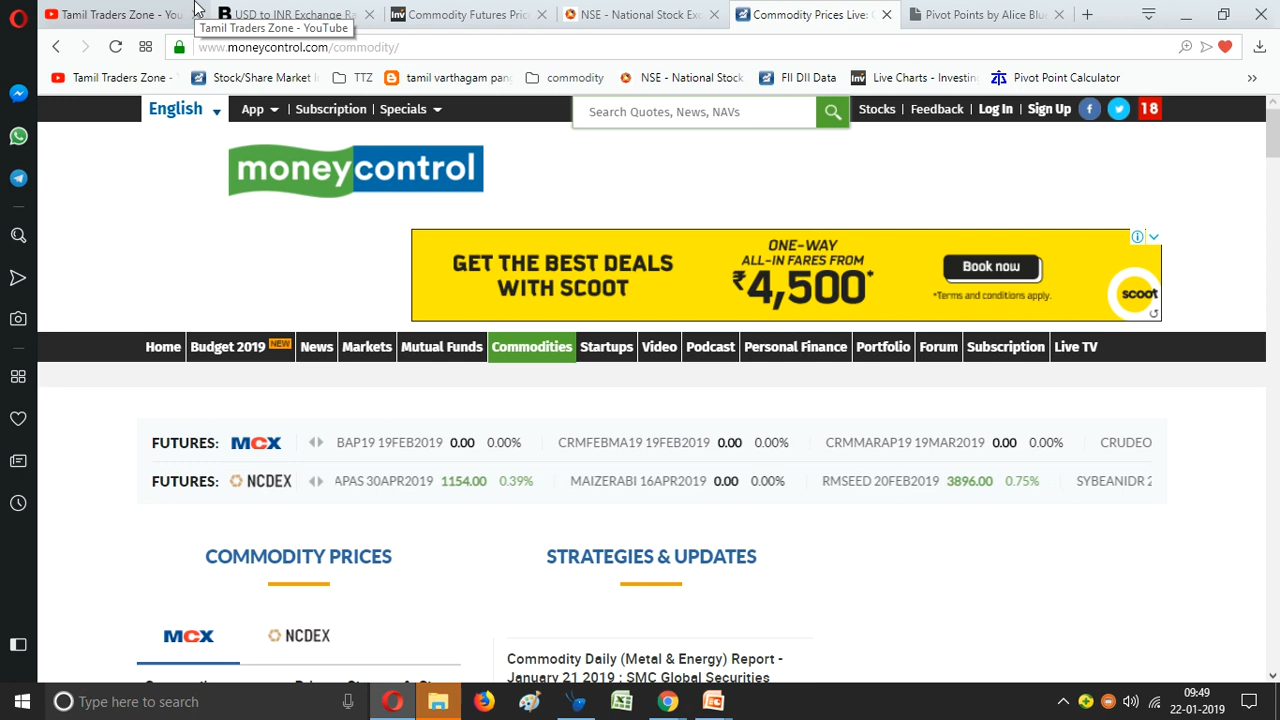 Tamil Traders Zone - You
USD to INR Exchange Ra
Commodity Futures Pric
NSE - National Stock Exc
Commodity Prices Live: C
Pivot Points by Alice Bl
Tamil Traders Zone - YouTube
www.moneycontrol.com/commodity/
Tamil Traders Zone -
Stock/Share Market I
TTZ
tamil varthagam pan
commodity
NSE - National Stock
FII DII Data
Live Charts - Investin
Pivot Point Calculator
English App Subscription Specials
Search Quotes, News, NAVs
Stocks Feedback Log In Sign Up 18
moneycontrol
GET THE BEST DEALS
WITH SCOOT
ONE-WAY
ALL-IN FARES FROM
₹4,500*
Book now
*Terms and conditions apply.
scoot
Home Budget 2019 NEW News Markets Mutual Funds Commodities Startups Video Podcast Personal Finance Portfolio Forum Subscription Live TV
FUTURES: MCX BAP19 19FEB2019 0.00 0.00% CRMFEBMA19 19FEB2019 0.00 0.00% CRMMARAP19 19MAR2019 0.00 0.00% CRUDEO
FUTURES: NCDEX APAS 30APR2019 1154.00 0.39% MAIZERABI 16APR2019 0.00 0.00% RMSEED 20FEB2019 3896.00 0.75% SYBEANIDR 2
COMMODITY PRICES
STRATEGIES & UPDATES
MCX NCDEX
Commodity Daily (Metal & Energy) Report -
January 21 2019 : SMC Global Securities
Type here to search
09:49
22-01-2019